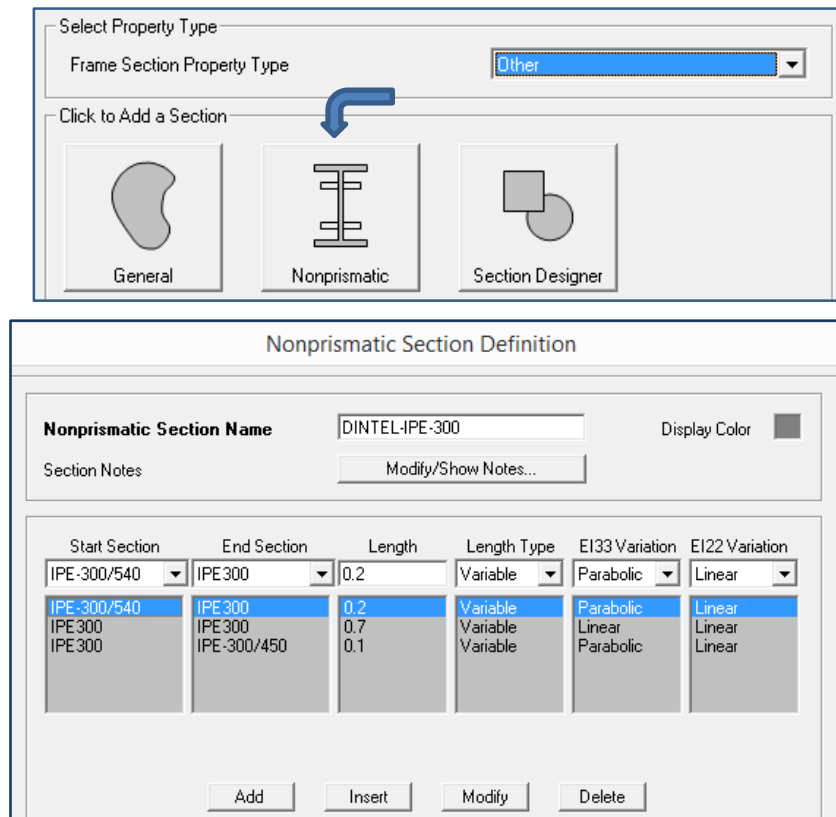 Select Property Type
Frame Section Property Type Other
Click to Add a Section
General Nonprismatic Section Designer
Nonprismatic Section Definition
Nonprismatic Section Name DINTEL-IPE-300 Display Color
Section Notes Modify/Show Notes...
Start Section End Section Length Length Type EI33 Variation EI22 Variation
IPE-300/540 IPE300 0.2 Variable Parabolic Linear
IPE-300/540 IPE300 0.2 Variable Parabolic Linear
IPE300 IPE300 0.7 Variable Linear Linear
IPE300 IPE-300/450 0.1 Variable Parabolic Linear
Add Insert Modify Delete